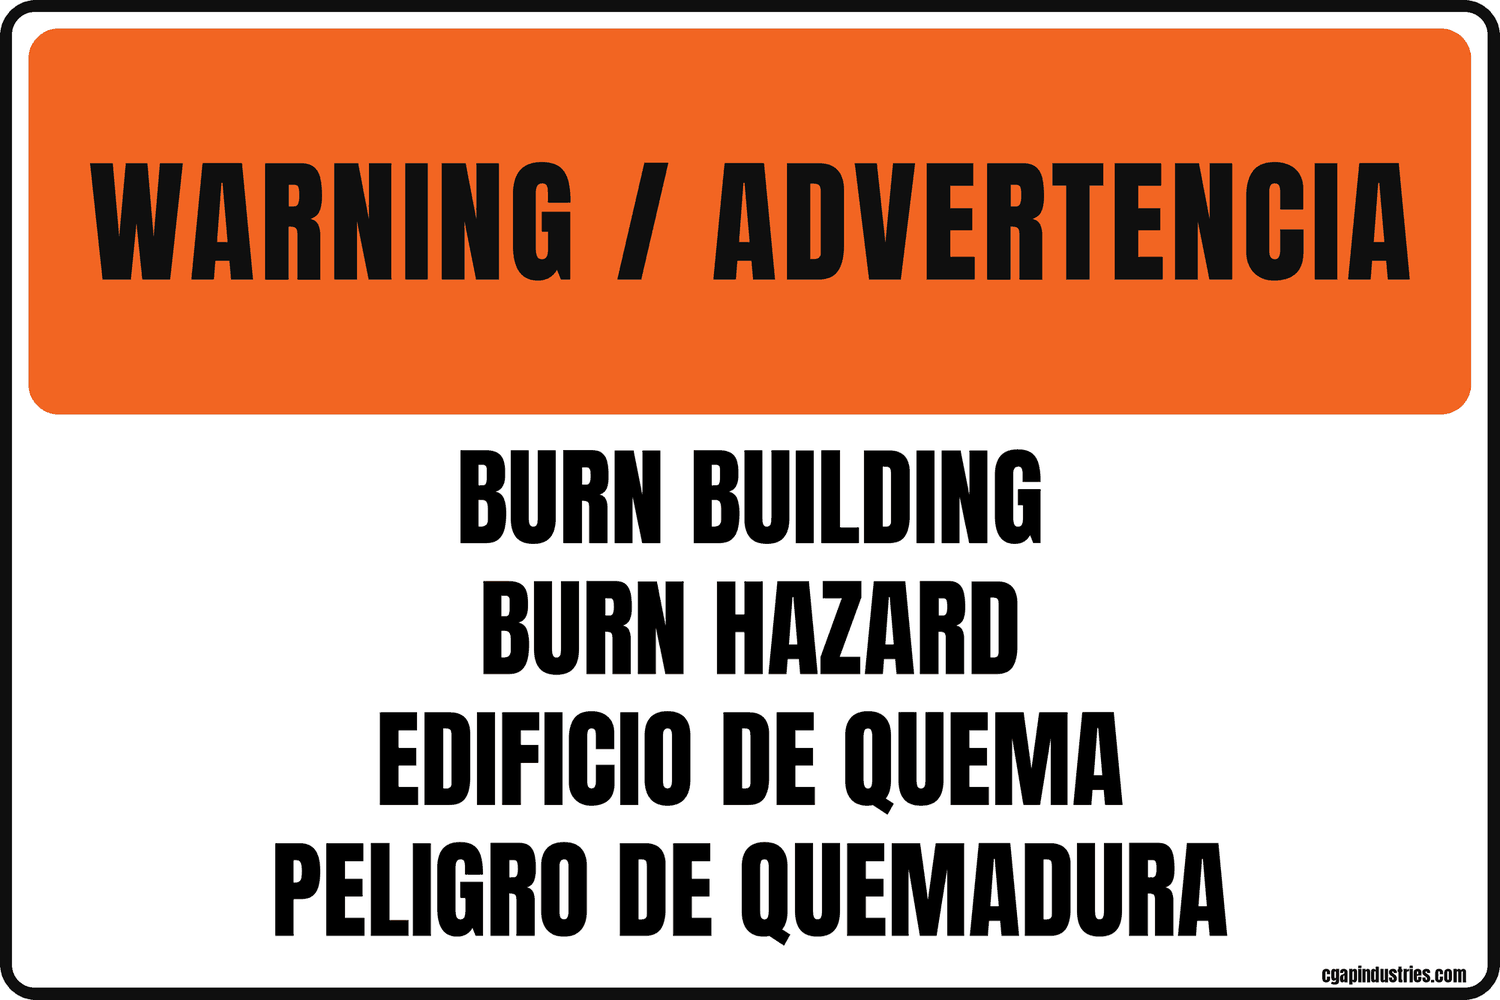 WARNING / ADVERTENCIA
BURN BUILDING
BURN HAZARD
EDIFICIO DE QUEMA
PELIGRO DE QUEMADURA
cgapindustries.com